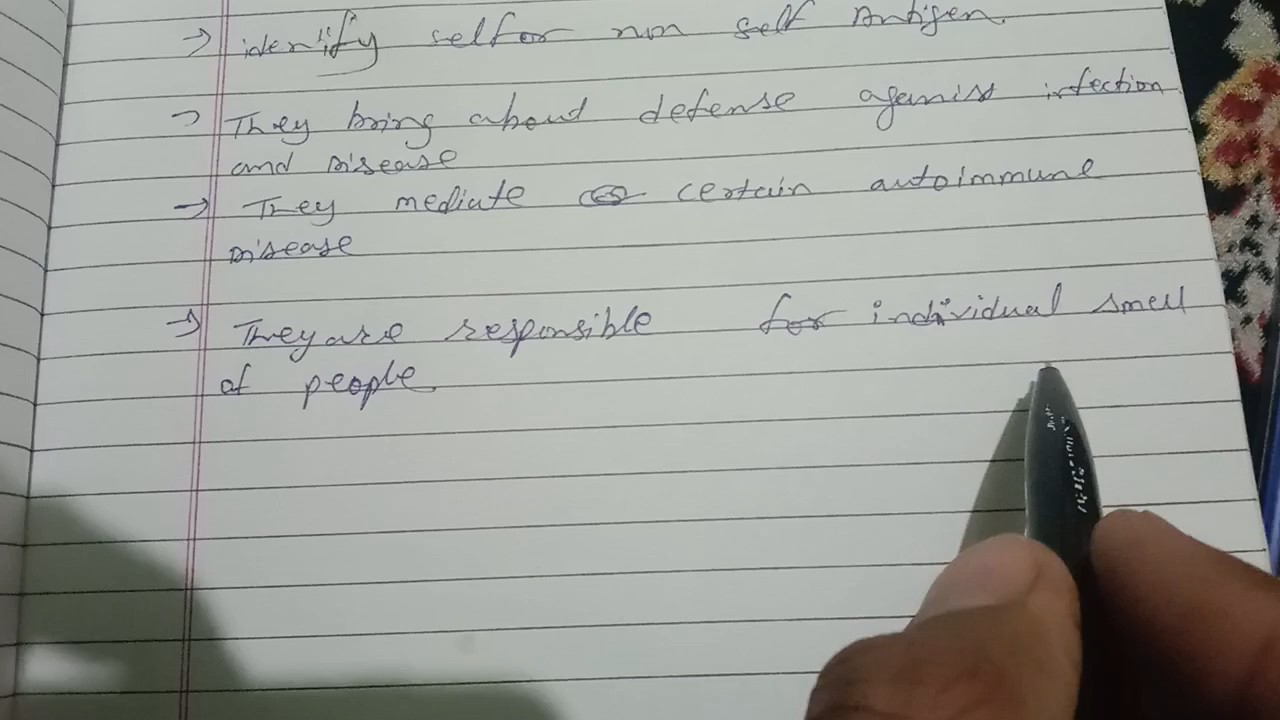 → identify self or non self Antigen.
→ They bring about defense against infection
and Disease
→ They mediate certain autoimmune
Disease
→ They are responsible for individual smell
of people.